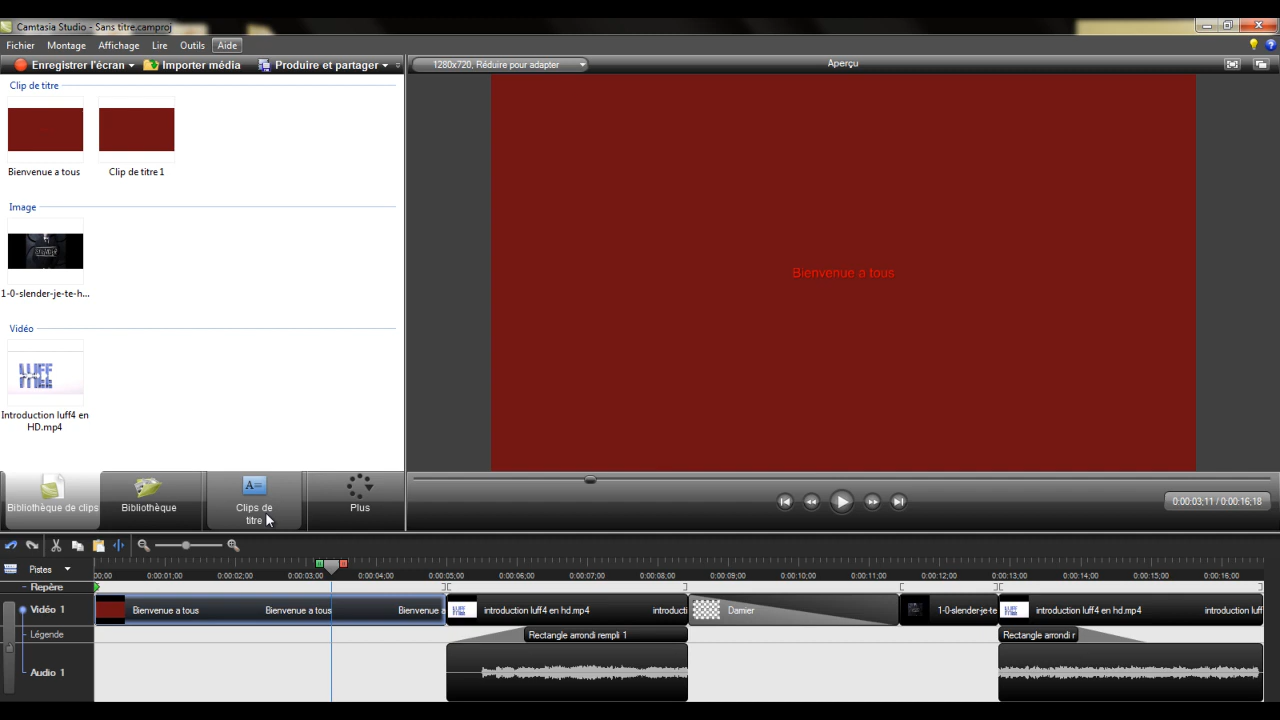 Camtasia Studio - Sans titre.camproj
Fichier Montage Affichage Lire Outils Aide
Enregistrer l'écran Importer média Produire et partager
1280x720, Réduire pour adapter
Aperçu
Clip de titre
Bienvenue a tous
Clip de titre 1
Image
1-0-slender-je-te-h...
Vidéo
Introduction luff4 en
HD.mp4
Bienvenue a tous
Bibliothèque de clips
Bibliothèque
Clips de
titre
Plus
0:00:03;11 / 0:00:16;18
Pistes
00:00 0:00:01;00 0:00:02;00 0:00:03;00 0:00:04;00 0:00:05;00 0:00:06;00 0:00:07;00 0:00:08;00 0:00:09;00 0:00:10;00 0:00:11;00 0:00:12;00 0:00:13;00 0:00:14;00 0:00:15;00 0:00:16;00
Repère
Vidéo 1
Bienvenue a tous Bienvenue a tous Bienvenue a
introduction luff4 en hd.mp4 introducti
Damier
1-0-slender-je-te
introduction luff4 en hd.mp4 introduction luff
Légende
Rectangle arrondi rempli 1
Rectangle arrondi r
Audio 1